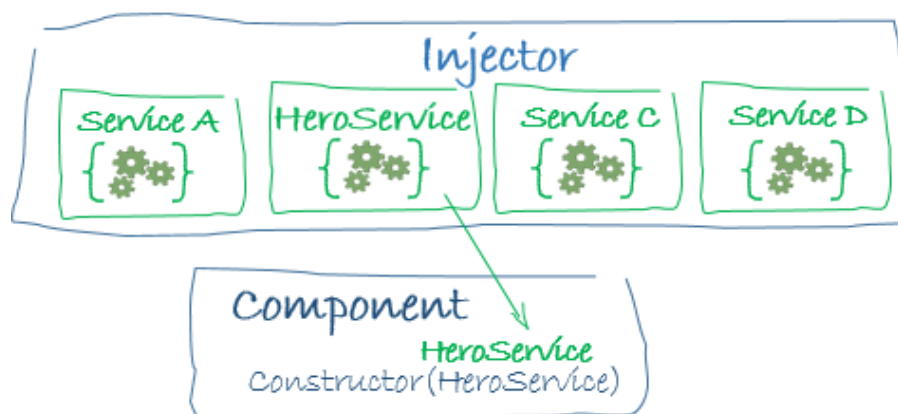 Injector
Service A
HeroService
Service C
Service D
{ }
{ }
{ }
{ }
Component
HeroService
Constructor(HeroService)